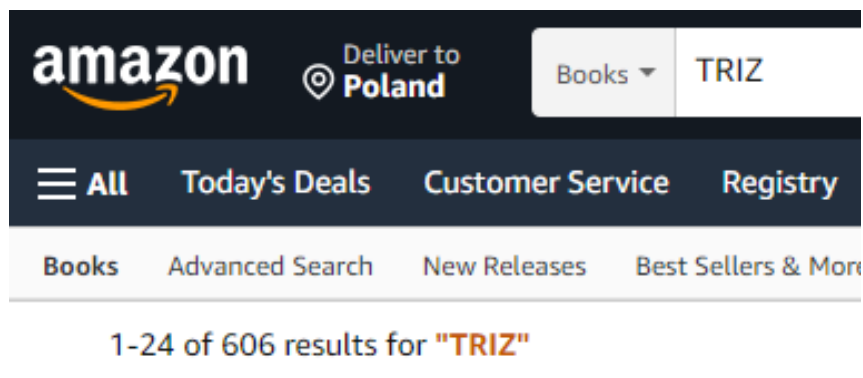 amazon
Deliver to
Poland
Books
TRIZ
All
Today's Deals
Customer Service
Registry
Books
Advanced Search
New Releases
Best Sellers & More
1-24 of 606 results for "TRIZ"